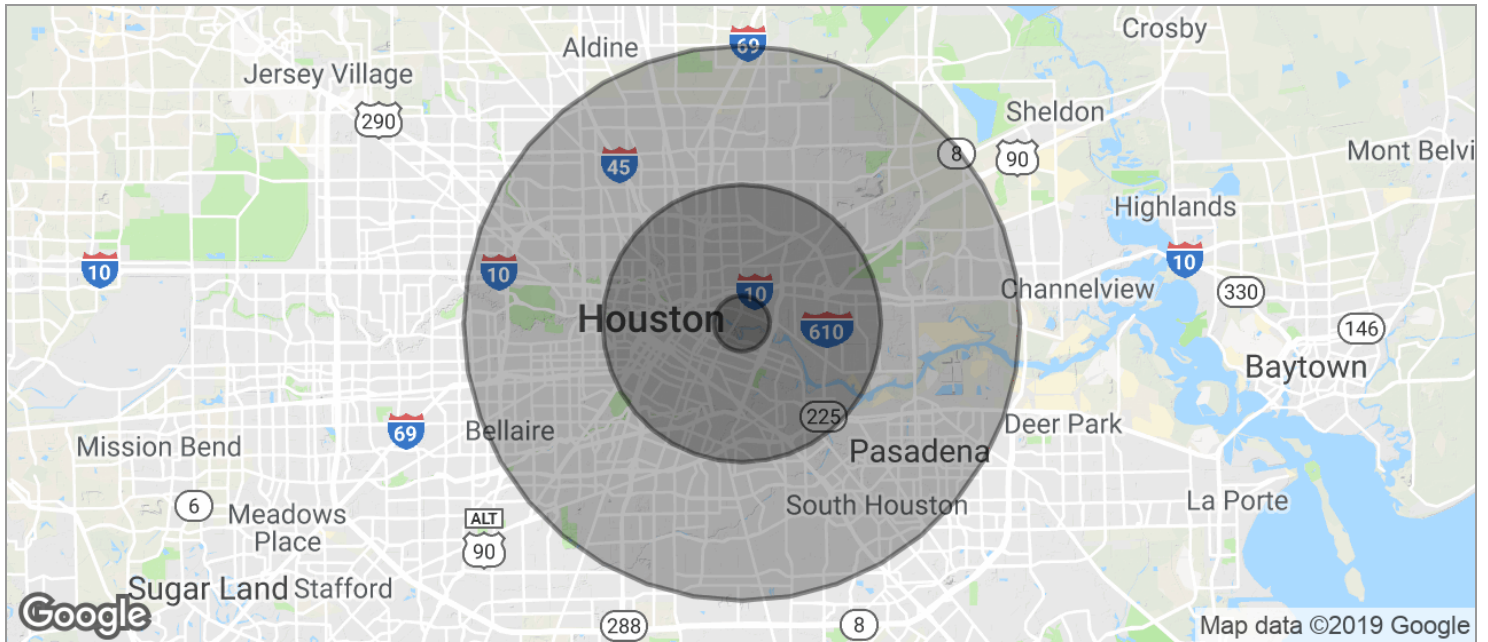 Crosby
Aldine
69
Jersey Village
290
Sheldon
45
8
90
Mont Belvi
Highlands
10
10
10
10
Channelview
330
Houston
610
146
Baytown
225
Deer Park
69
Bellaire
Mission Bend
Pasadena
6
Meadows
Place
ALT
90
South Houston
La Porte
Sugar Land
Stafford
Google
288
8
Map data ©2019 Google